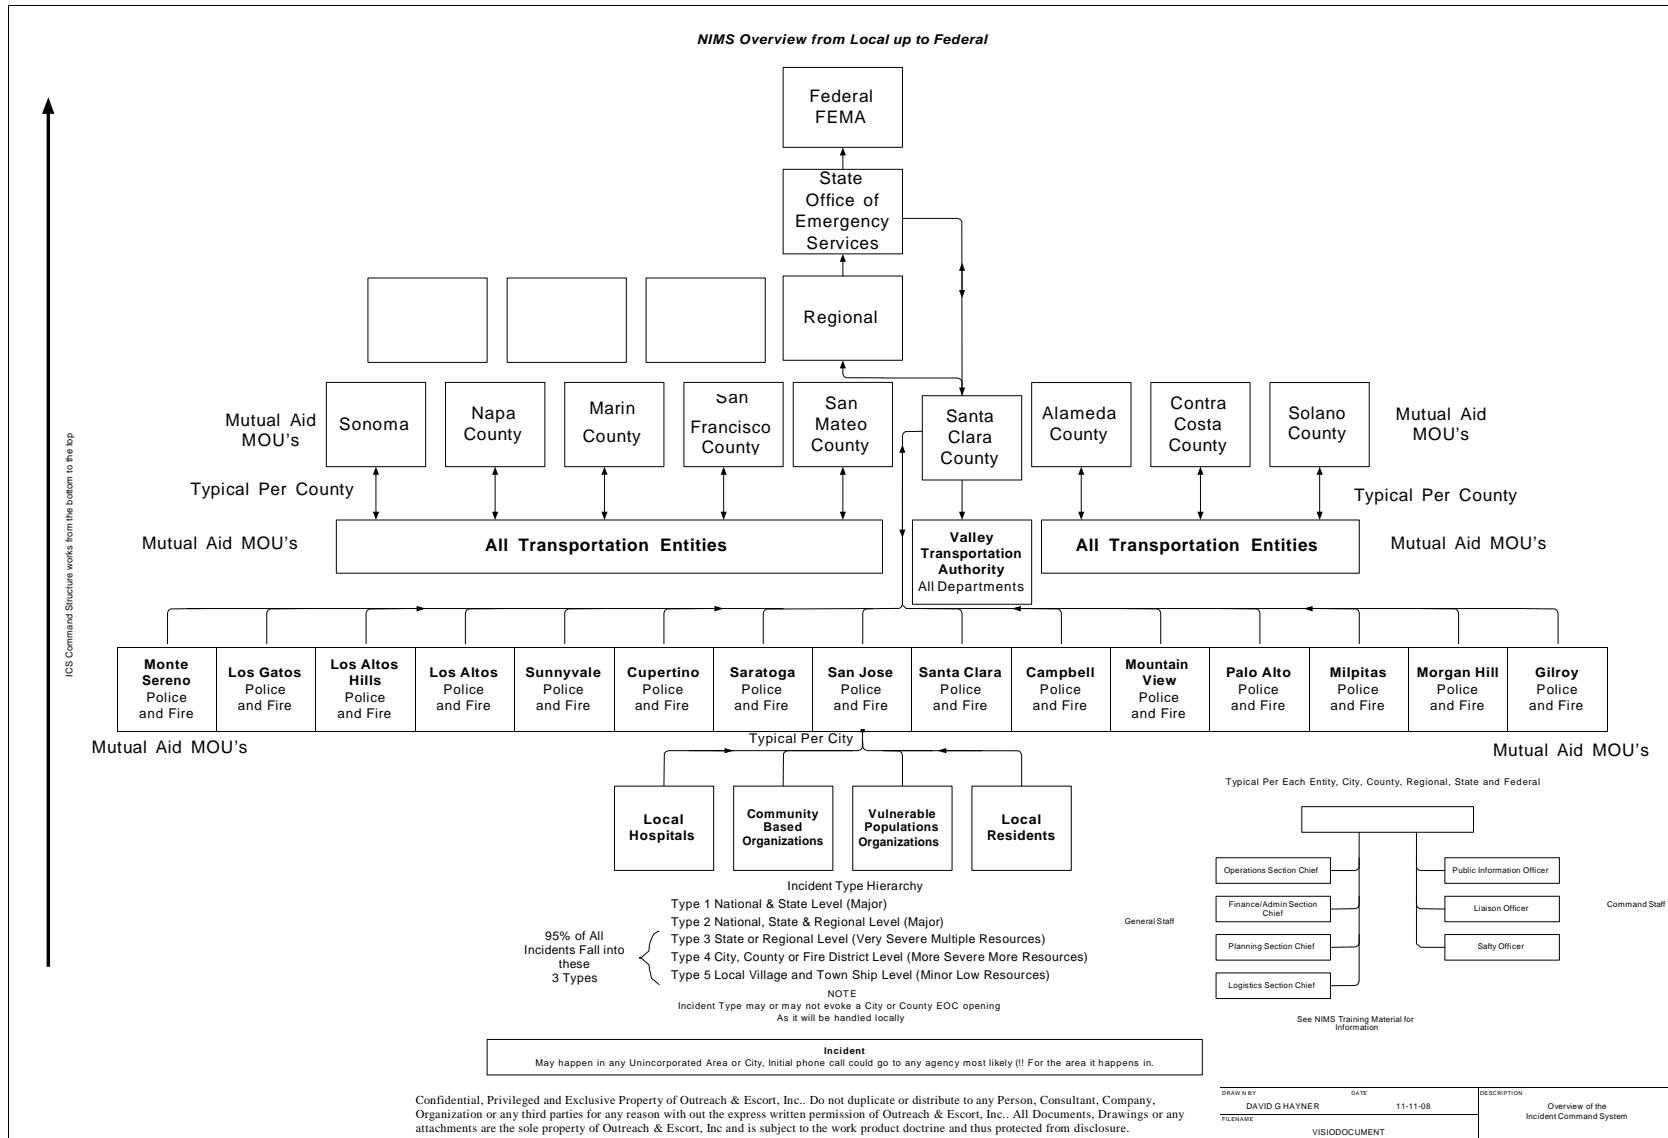 NIMS Overview from Local up to Federal
Federal
FEMA
State
Office of
Emergency
Services
Regional
Mutual Aid
MOU's
Sonoma
Napa
County
Marin
County
San
Francisco
County
San
Mateo
County
Santa
Clara
County
Alameda
County
Contra
Costa
County
Solano
County
Mutual Aid
MOU's
Typical Per County
Typical Per County
Mutual Aid MOU's
All Transportation Entities
Valley
Transportation
Authority
All Departments
All Transportation Entities
Mutual Aid MOU's
ICS Command Structure works from the bottom to the top
Monte
Sereno
Police
and Fire
Los Gatos
Police
and Fire
Los Altos
Hills
Police
and Fire
Los Altos
Police
and Fire
Sunnyvale
Police
and Fire
Cupertino
Police
and Fire
Saratoga
Police
and Fire
San Jose
Police
and Fire
Santa Clara
Police
and Fire
Campbell
Police
and Fire
Mountain
View
Police
and Fire
Palo Alto
Police
and Fire
Milpitas
Police
and Fire
Morgan Hill
Police
and Fire
Gilroy
Police
and Fire
Mutual Aid MOU's
Typical Per City
Mutual Aid MOU's
Local
Hospitals
Community
Based
Organizations
Vulnerable
Populations
Organizations
Local
Residents
Typical Per Each Entity, City, County, Regional, State and Federal
Operations Section Chief
Finance/Admin Section
Chief
Planning Section Chief
Logistics Section Chief
Public Information Officer
Liaison Officer
Safty Officer
General Staff
Command Staff
See NIMS Training Material for
Information
Incident Type Hierarchy
Type 1 National & State Level (Major)
Type 2 National, State & Regional Level (Major)
Type 3 State or Regional Level (Very Severe Multiple Resources)
Type 4 City, County or Fire District Level (More Severe More Resources)
Type 5 Local Village and Town Ship Level (Minor Low Resources)
95% of All
Incidents Fall into
these
3 Types
NOTE
Incident Type may or may not evoke a City or County EOC opening
As it will be handled locally
Incident
May happen in any Unincorporated Area or City, Initial phone call could go to any agency most likely (!! For the area it happens in.
Confidential, Privileged and Exclusive Property of Outreach & Escort, Inc.. Do not duplicate or distribute to any Person, Consultant, Company,
Organization or any third parties for any reason with out the express written permission of Outreach & Escort, Inc.. All Documents, Drawings or any
attachments are the sole property of Outreach & Escort, Inc and is subject to the work product doctrine and thus protected from disclosure.
DRAWN BY
DATE
DESCRIPTION
DAVID G HAYNER
11-11-08
Overview of the
Incident Command System
FILENAME
VISIODOCUMENT